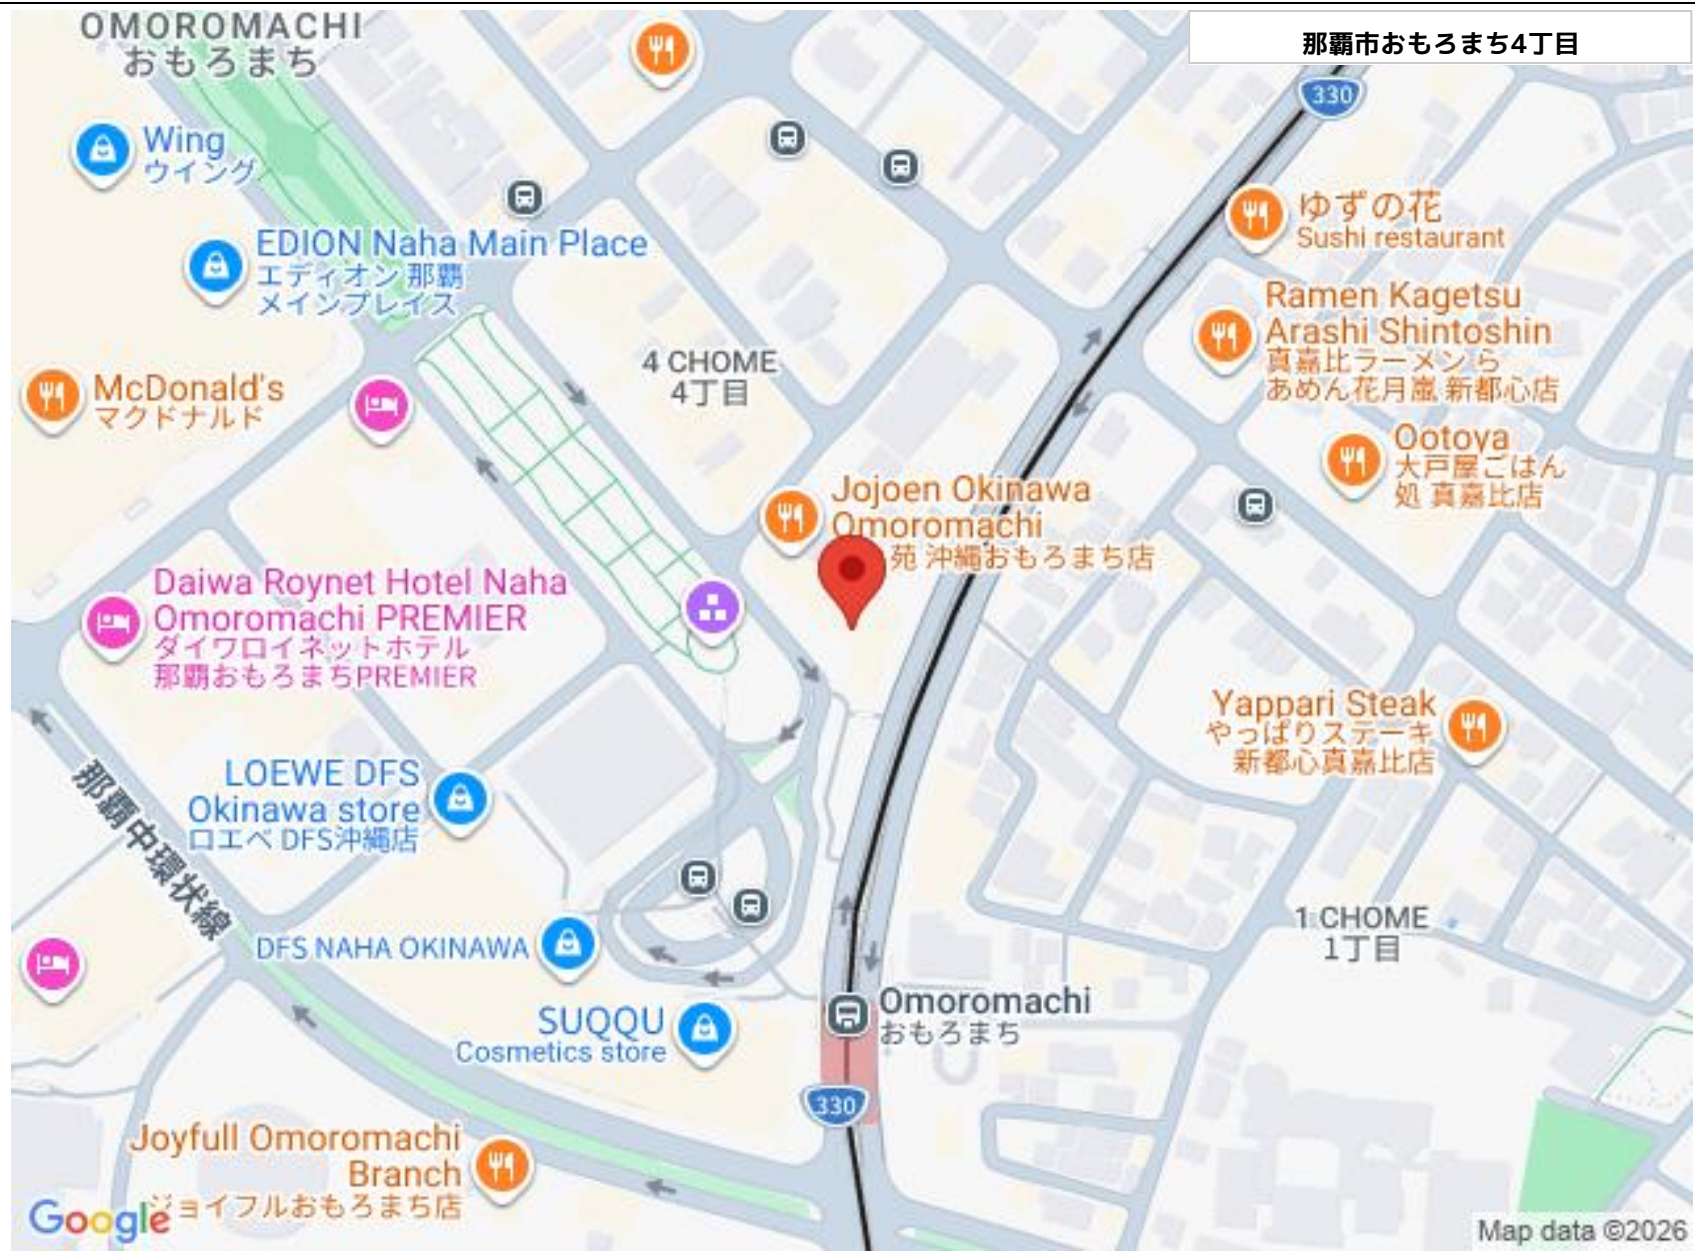 那覇市おもろまち4丁目
OMOROMACHI
おもろまち
330
Wing
ウイング
ゆずの花
Sushi restaurant
EDION Naha Main Place
エディオン 那覇
メインプレイス
Ramen Kagetsu
Arashi Shintoshin
真嘉比ラーメン ら
あめん花月嵐 新都心店
4 CHOME
4丁目
McDonald's
マクドナルド
Ootoya
大戸屋ごはん
処 真嘉比店
Jojoen Okinawa
Omoromachi
苑 沖縄おもろまち店
Daiwa Roynet Hotel Naha
Omoromachi PREMIER
ダイワロイネットホテル
那覇おもろまちPREMIER
Yappari Steak
やっぱりステーキ
新都心真嘉比店
LOEWE DFS
Okinawa store
ロエベ DFS沖縄店
那覇中環状線
1 CHOME
1丁目
DFS NAHA OKINAWA
Omoromachi
おもろまち
SUQQU
Cosmetics store
330
Joyfull Omoromachi
Branch
ジョイフルおもろまち店
Google
Map data ©2026